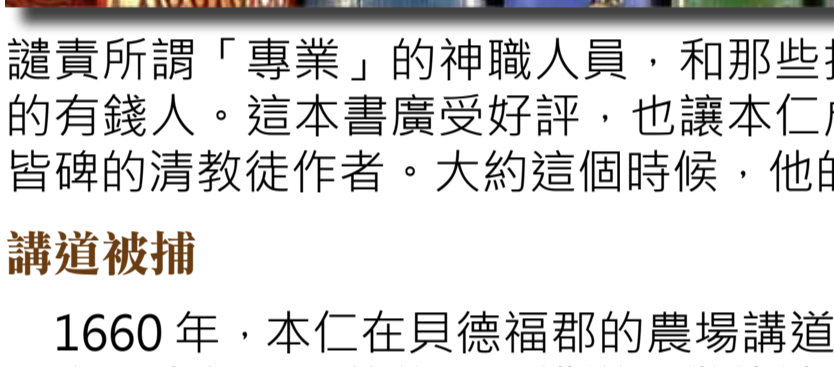 譴責所謂「專業」的神職人員，和那些
的有錢人。這本書廣受好評，也讓本仁
皆碑的清教徒作者。大約這個時候，他的
講道被捕
1660 年，本仁在貝德福郡的農場講道